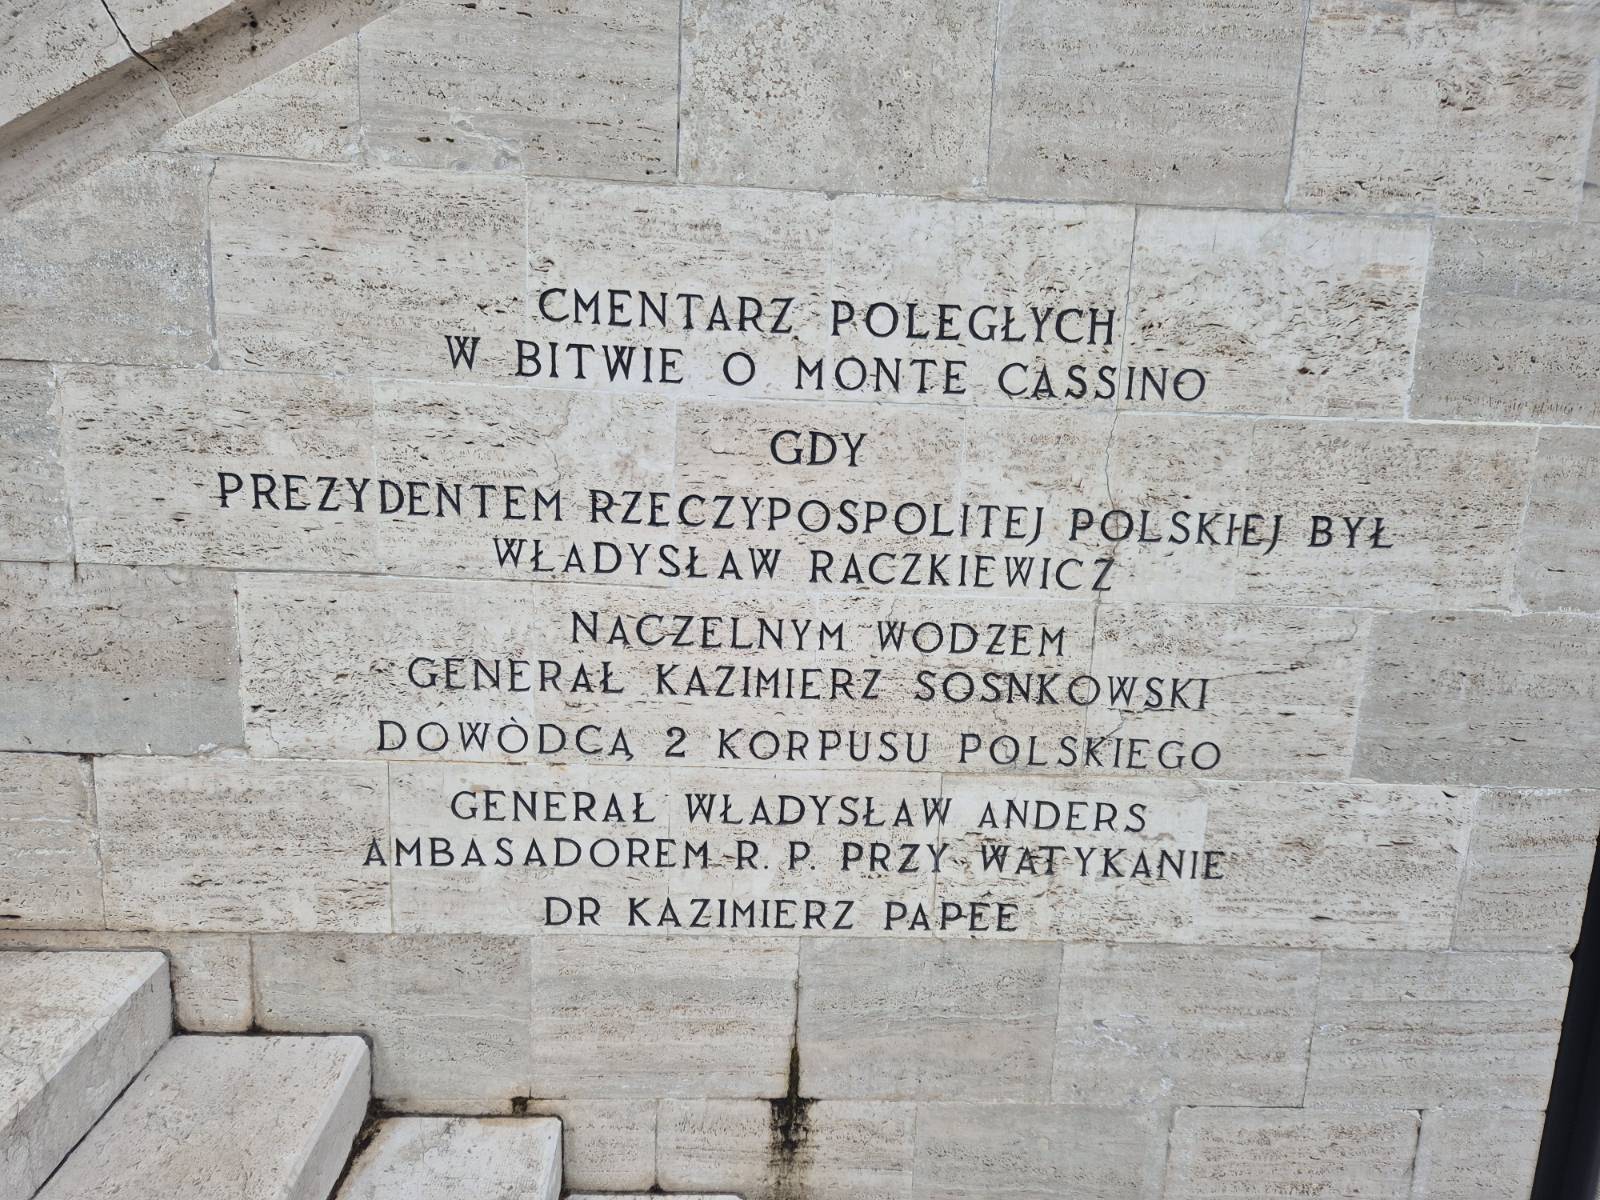 CMENTARZ POLEGŁYCH
W BITWIE O MONTE CASSINO
GDY
PREZYDENTEM RZECZYPOSPOLITEJ POLSKIEJ BYŁ
WŁADYSŁAW RACZKIEWICZ
NACZELNYM WODZEM
GENERAŁ KAZIMIERZ SOSNKOWSKI
DOWÒDCĄ 2 KORPUSU POLSKIEGO
GENERAŁ WŁADYSŁAW ANDERS
AMBASADOREM R. P. PRZY WATYKANIE
DR KAZIMIERZ PAPÉE